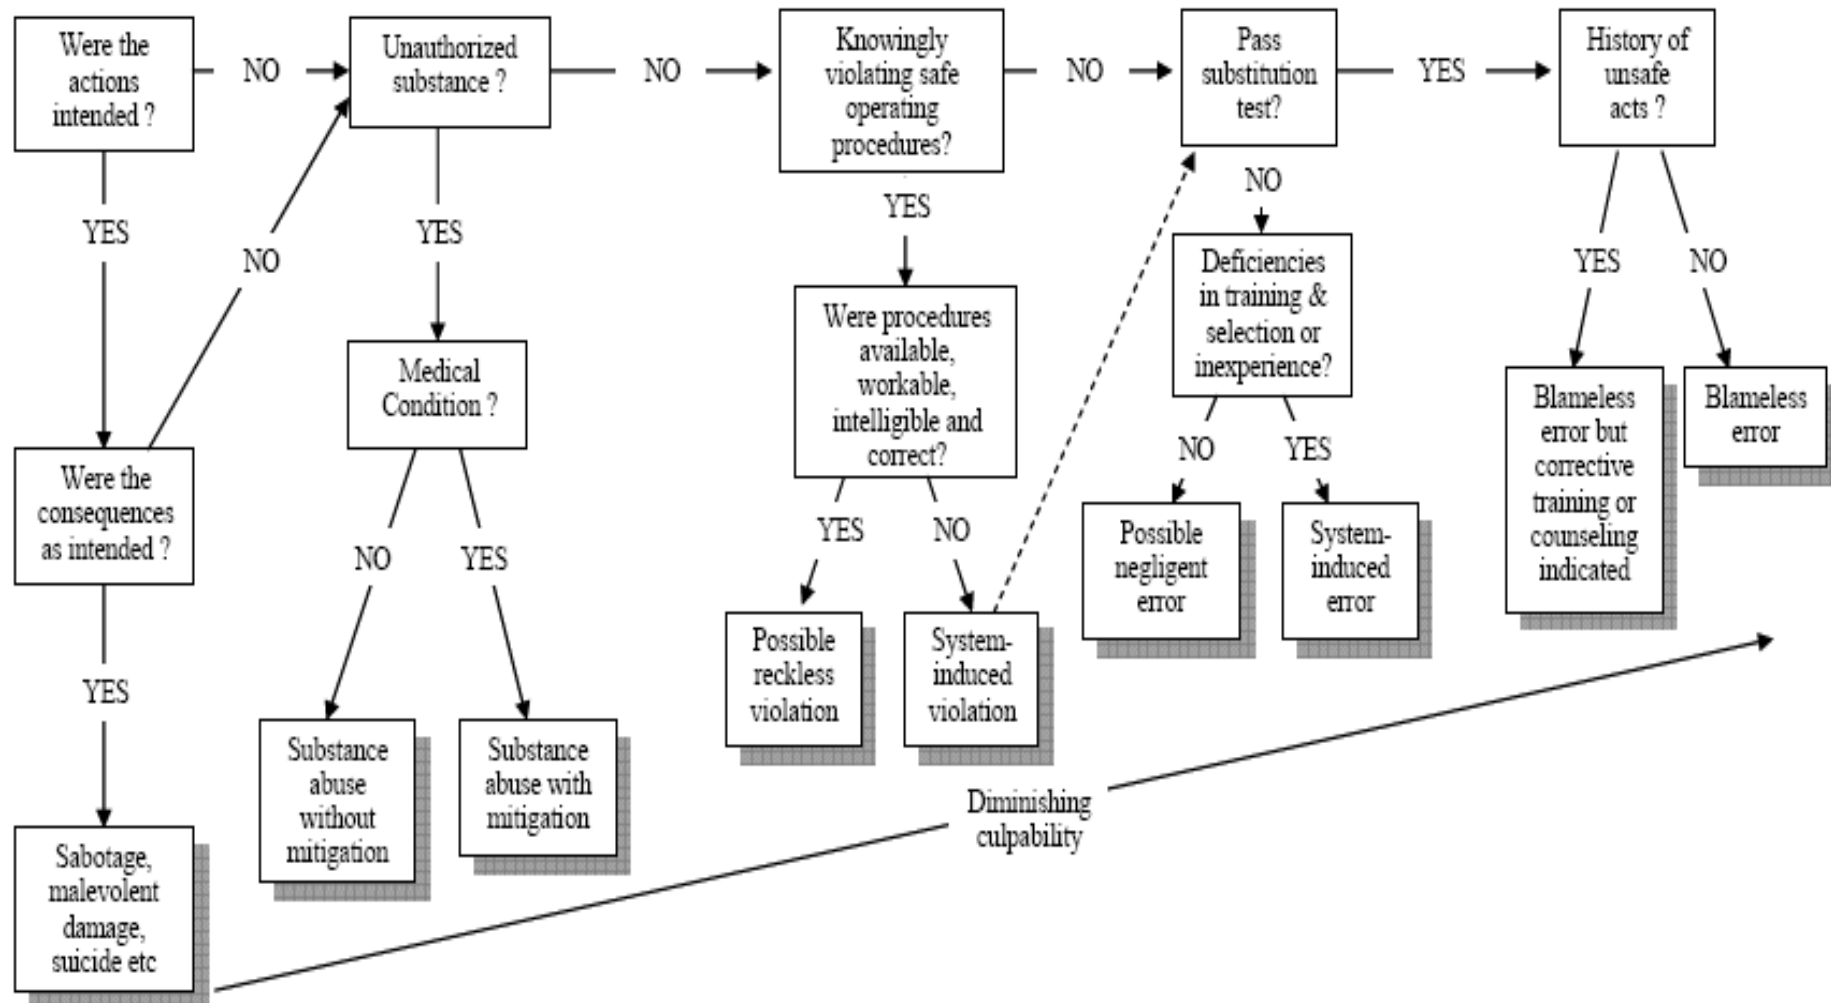 Were the
actions
intended ?
NO
Unauthorized
substance ?
NO
Knowingly
violating safe
operating
procedures?
NO
Pass
substitution
test?
YES
History of
unsafe
acts ?
YES
NO
YES
YES
NO
YES
NO
Were the
consequences
as intended ?
Medical
Condition ?
Were procedures
available,
workable,
intelligible and
correct?
Deficiencies
in training &
selection or
inexperience?
YES
NO
YES
YES
NO
NO
YES
Sabotage,
malevolent
damage,
suicide etc
Substance
abuse
without
mitigation
Substance
abuse with
mitigation
Possible
reckless
violation
System-
induced
violation
Possible
negligent
error
System-
induced
error
Blameless
error but
corrective
training or
counseling
indicated
Blameless
error
Diminishing
culpability